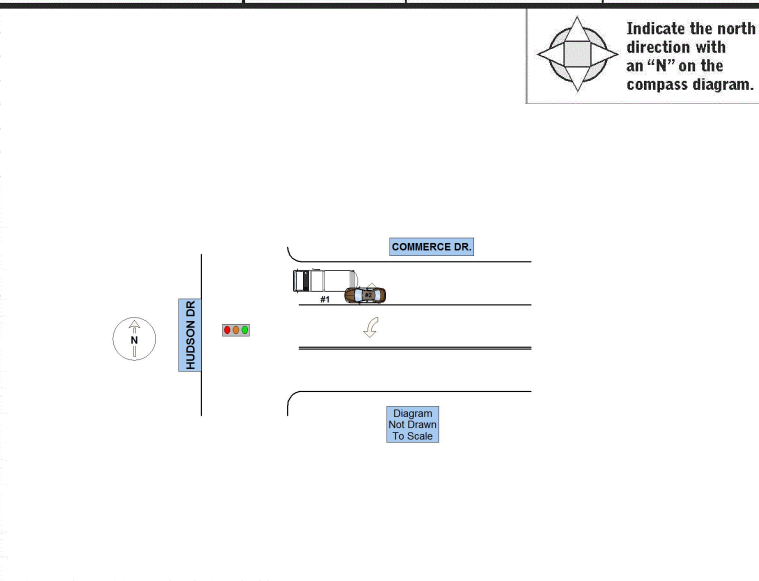 Indicate the north
direction with
an “N” on the
compass diagram.
COMMERCE DR.
#1
#2
HUDSON DR
N
Diagram
Not Drawn
To Scale